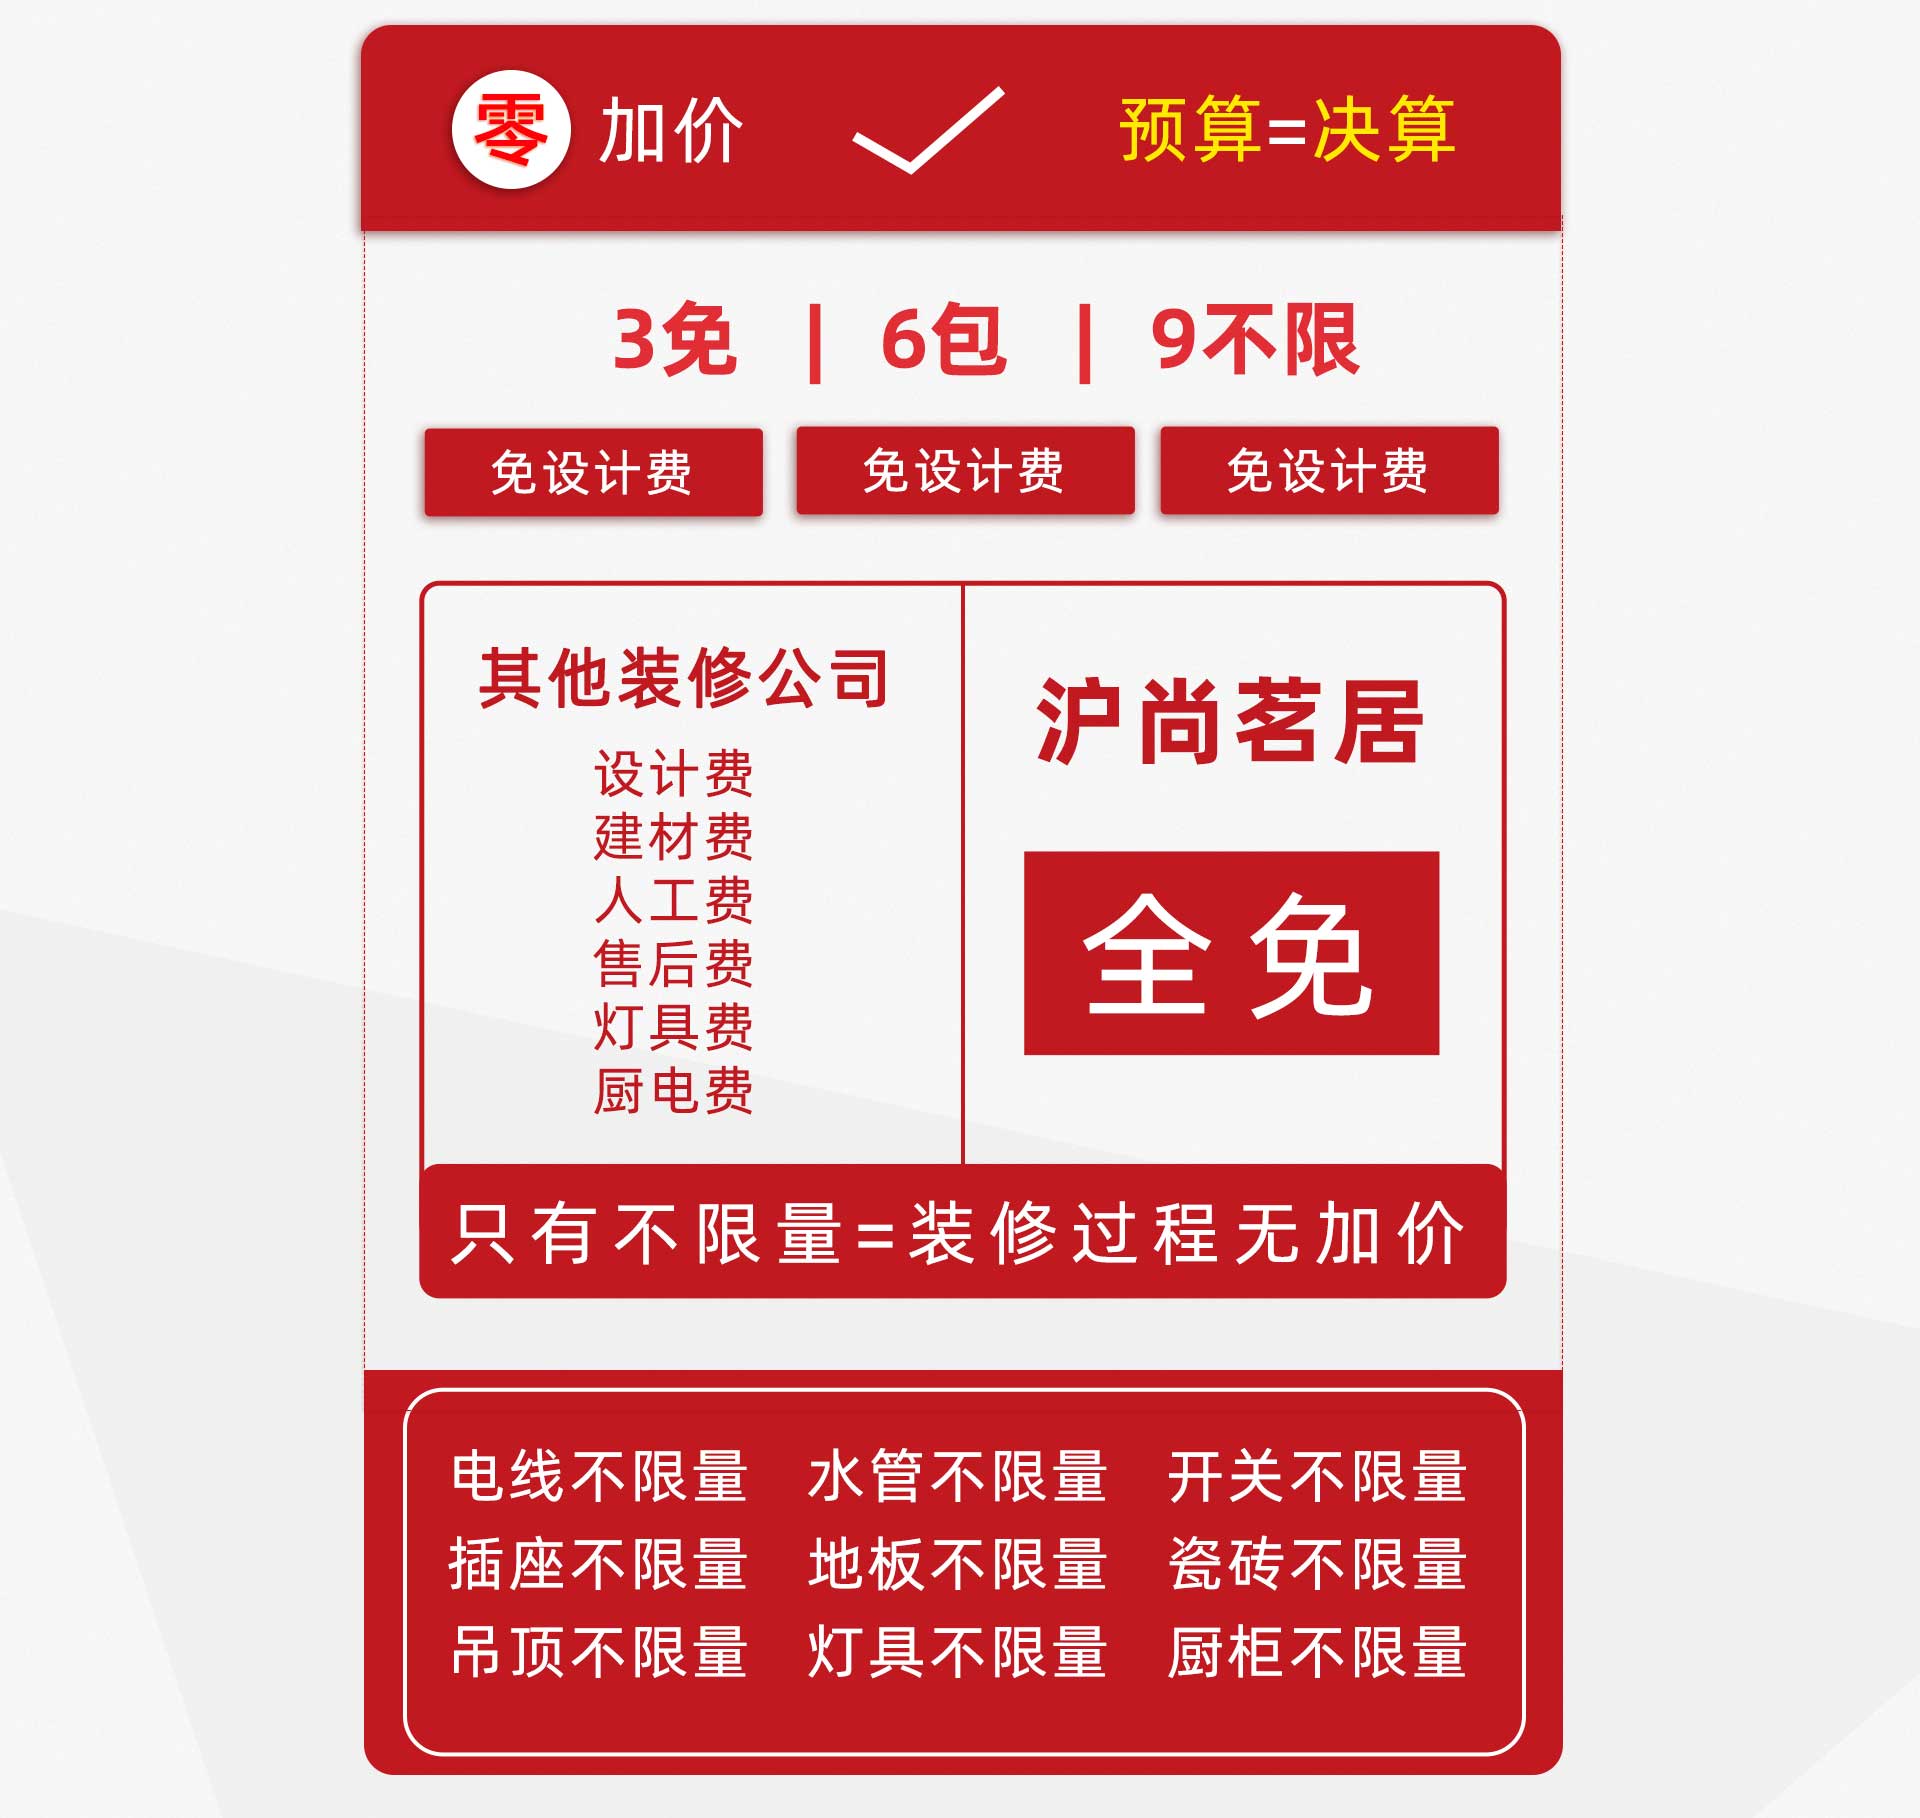 零 加价 预算=决算
3免 | 6包 | 9不限
免设计费 免设计费 免设计费
其他装修公司
设计费
建材费
人工费
售后费
灯具费
厨电费
沪尚茗居
全免
只有不限量=装修过程无加价
电线不限量 水管不限量 开关不限量
插座不限量 地板不限量 瓷砖不限量
吊顶不限量 灯具不限量 厨柜不限量